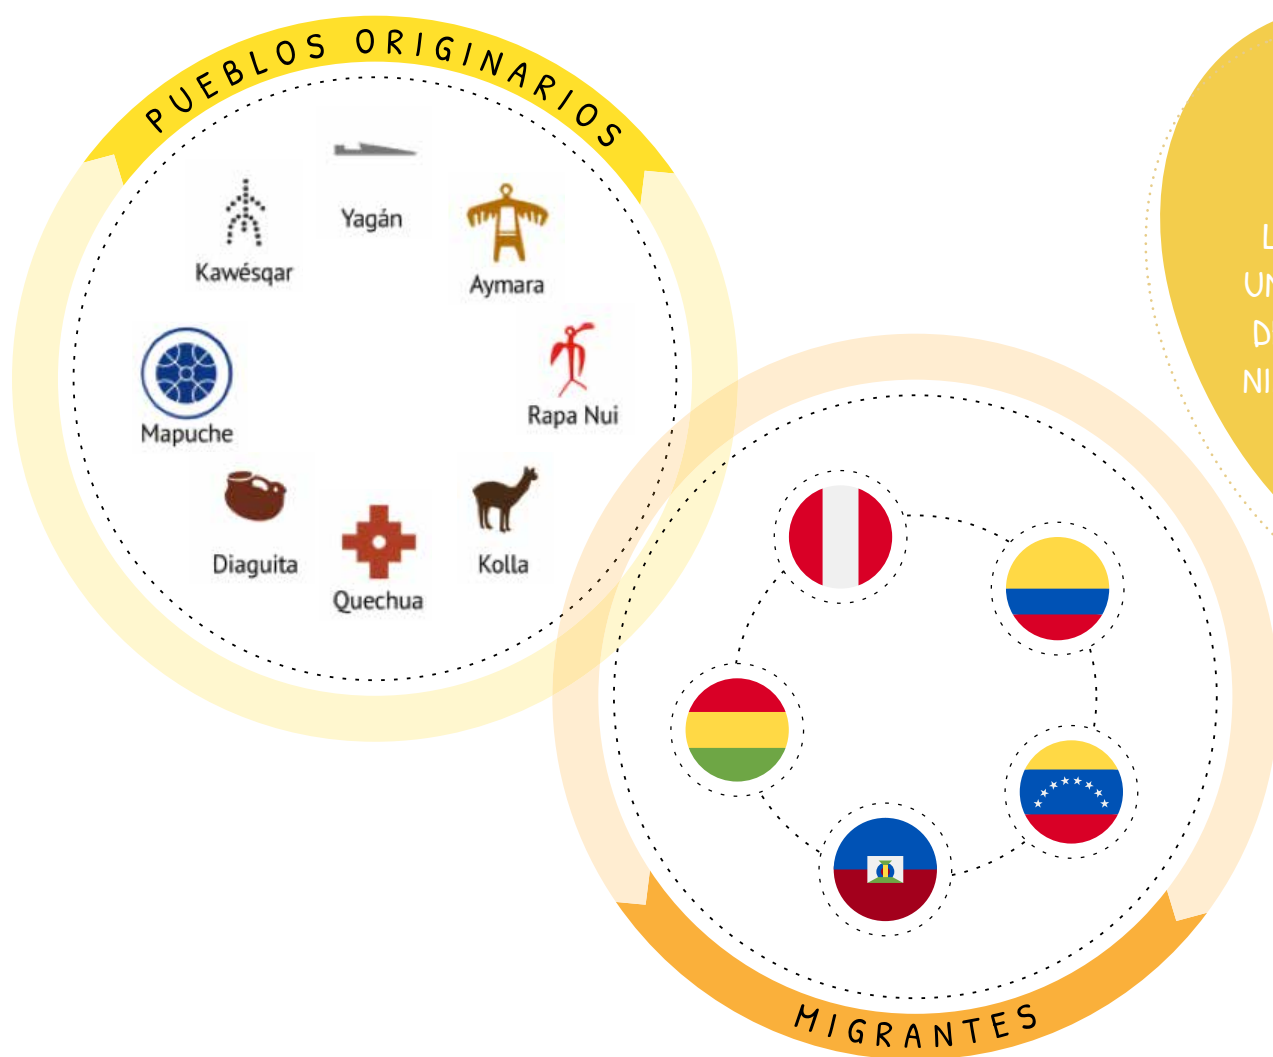 PUEBLOS ORIGINARIOS
Yagán
Kawésqar
Aymara
Mapuche
Rapa Nui
Diaguita
Quechua
Kolla
MIGRANTES